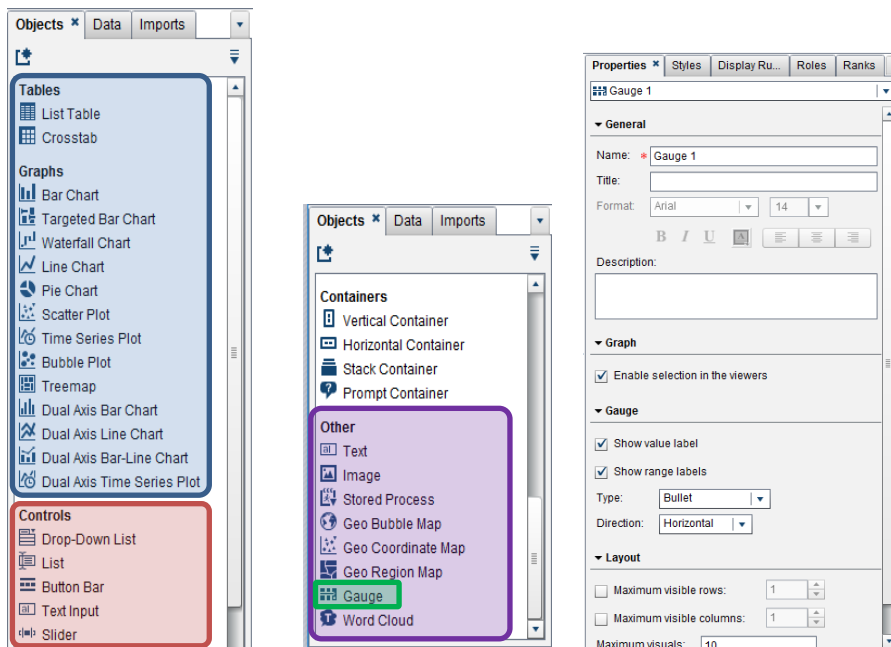 Objects × Data Imports
Tables
List Table
Crosstab
Graphs
Bar Chart
Targeted Bar Chart
Waterfall Chart
Line Chart
Pie Chart
Scatter Plot
Time Series Plot
Bubble Plot
Treemap
Dual Axis Bar Chart
Dual Axis Line Chart
Dual Axis Bar-Line Chart
Dual Axis Time Series Plot
Controls
Drop-Down List
List
Button Bar
Text Input
Slider
Objects × Data Imports
Containers
Vertical Container
Horizontal Container
Stack Container
Prompt Container
Other
Text
Image
Stored Process
Geo Bubble Map
Geo Coordinate Map
Geo Region Map
Gauge
Word Cloud
Properties × Styles Display Ru... Roles Ranks
Gauge 1
General
Name: * Gauge 1
Title:
Format: Arial 14
B I U A
Description:
Graph
Enable selection in the viewers
Gauge
Show value label
Show range labels
Type: Bullet
Direction: Horizontal
Layout
Maximum visible rows: 1
Maximum visible columns: 1
Maximum visuals: 10